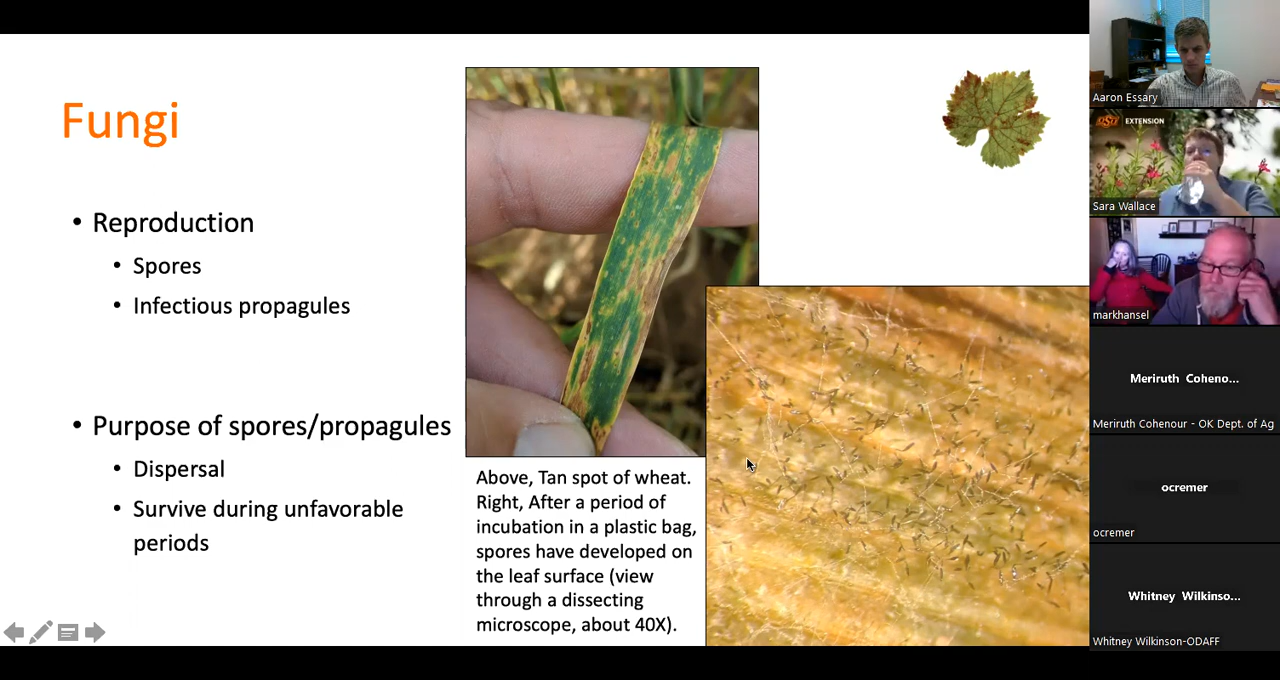 Fungi
• Reproduction
• Spores
• Infectious propagules
• Purpose of spores/propagules
• Dispersal
• Survive during unfavorable
periods
Above, Tan spot of wheat.
Right, After a period of
incubation in a plastic bag,
spores have developed on
the leaf surface (view
through a dissecting
microscope, about 40X).
Aaron Essary
OSU EXTENSION
Sara Wallace
markhansel
Meriruth Coheno...
Meriruth Cohenour - OK Dept. of Ag
ocremer
ocremer
Whitney Wilkinso...
Whitney Wilkinson-ODAFF